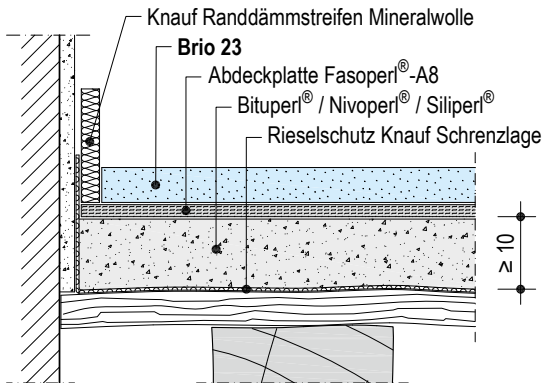 Knauf Randdämmstreifen Mineralwolle
Brio 23
Abdeckplatte Fasoperl®-A8
Bituperl® / Nivoperl® / Siliperl®
Rieselschutz Knauf Schrenzlage
≥ 10